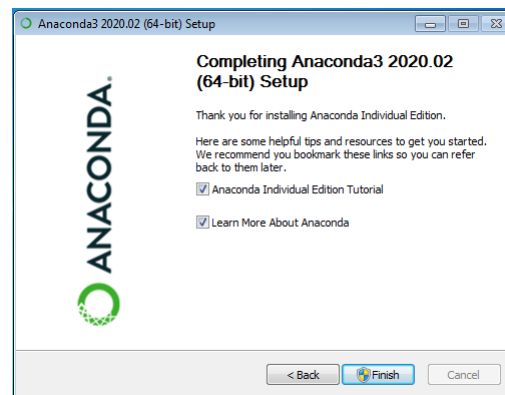 Anaconda3 2020.02 (64-bit) Setup
ANACONDA.
Completing Anaconda3 2020.02
(64-bit) Setup
Thank you for installing Anaconda Individual Edition.
Here are some helpful tips and resources to get you started.
We recommend you bookmark these links so you can refer
back to them later.
Anaconda Individual Edition Tutorial
Learn More About Anaconda
< Back
Finish
Cancel